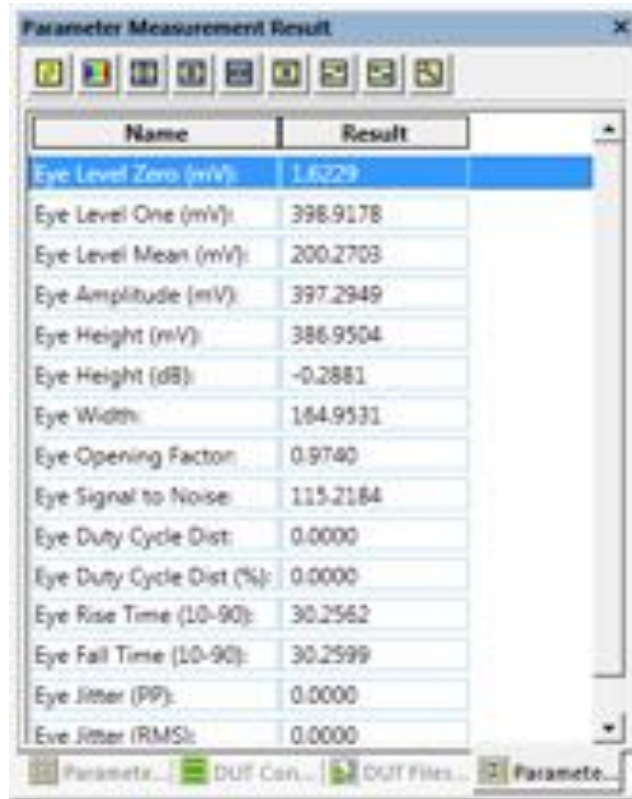 Parameter Measurement Result
Name Result
Eye Level Zero (mV): 1.6229
Eye Level One (mV): 398.9178
Eye Level Mean (mV): 200.2703
Eye Amplitude (mV): 397.2949
Eye Height (mV): 386.9504
Eye Height (dB): -0.2881
Eye Width: 164.9531
Eye Opening Factor: 0.9740
Eye Signal to Noise: 115.2184
Eye Duty Cycle Dist: 0.0000
Eye Duty Cycle Dist (%): 0.0000
Eye Rise Time (10-90): 30.2562
Eye Fall Time (10-90): 30.2599
Eye Jitter (PP): 0.0000
Eye Jitter (RMS): 0.0000
Paramete... DUT Con... DUT Files... Paramete...